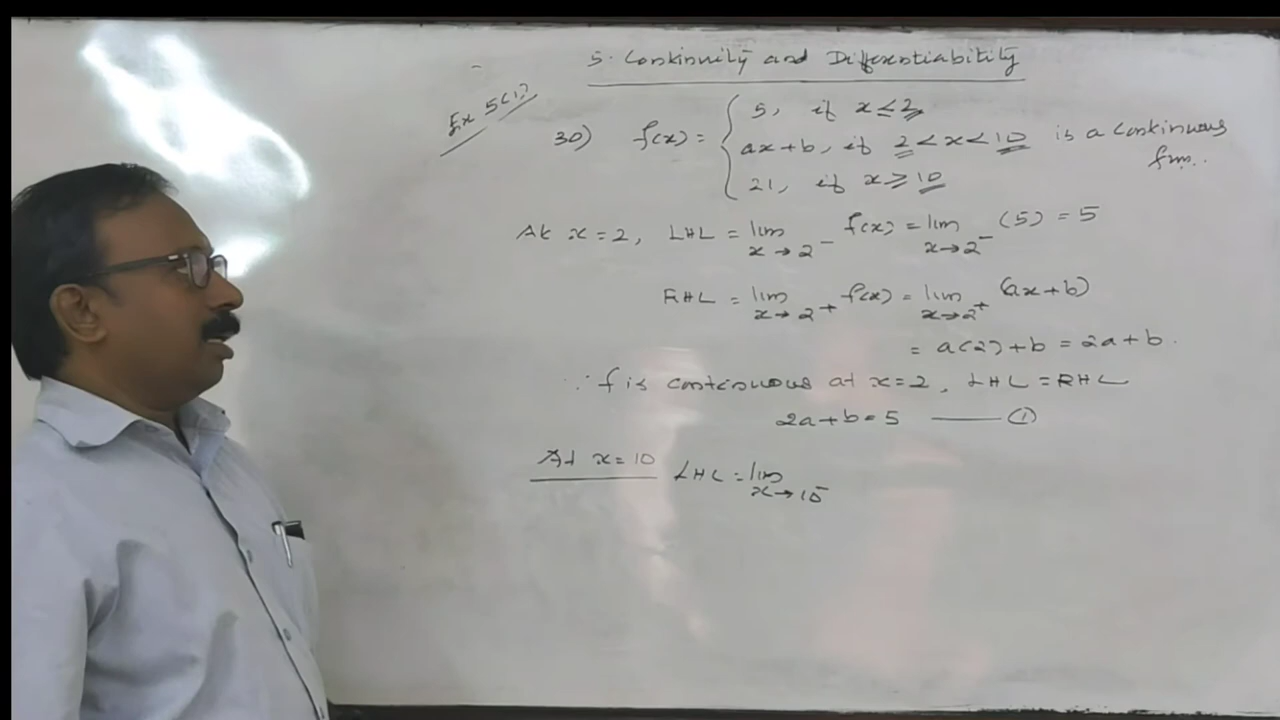 5. Continuity and Differentiability
Ex 5(1)
30) f(x) = { 5, if x ≤ 2
ax+b, if 2 < x < 10 is a continuous fun..
21, if x ≥ 10
At x = 2, LHL = lim x→2⁻ f(x) = lim x→2⁻ (5) = 5
RHL = lim x→2⁺ f(x) = lim x→2⁺ (ax+b)
= a(2)+b = 2a+b.
∵ f is continuous at x=2, LHL = RHL
2a+b = 5 —— ①
At x=10 LHL = lim x→10⁻